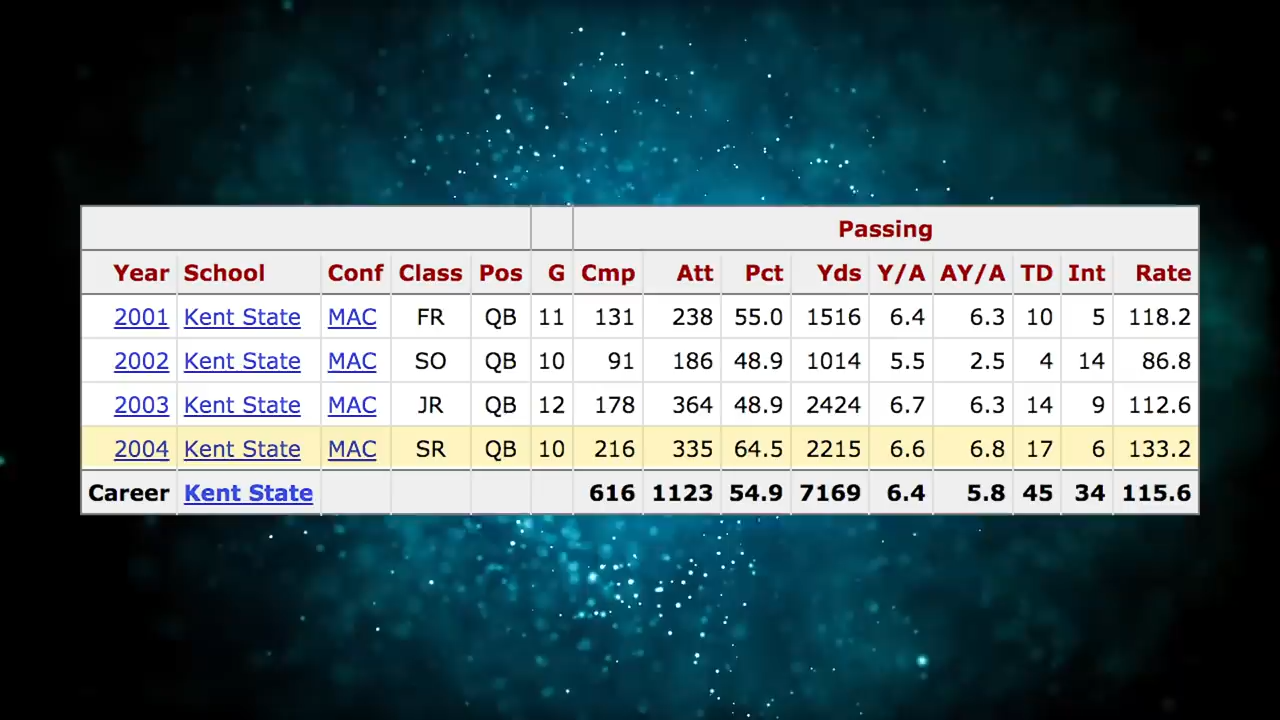 Passing
Year School Conf Class Pos G Cmp Att Pct Yds Y/A AY/A TD Int Rate
2001 Kent State MAC FR QB 11 131 238 55.0 1516 6.4 6.3 10 5 118.2
2002 Kent State MAC SO QB 10 91 186 48.9 1014 5.5 2.5 4 14 86.8
2003 Kent State MAC JR QB 12 178 364 48.9 2424 6.7 6.3 14 9 112.6
2004 Kent State MAC SR QB 10 216 335 64.5 2215 6.6 6.8 17 6 133.2
Career Kent State 616 1123 54.9 7169 6.4 5.8 45 34 115.6